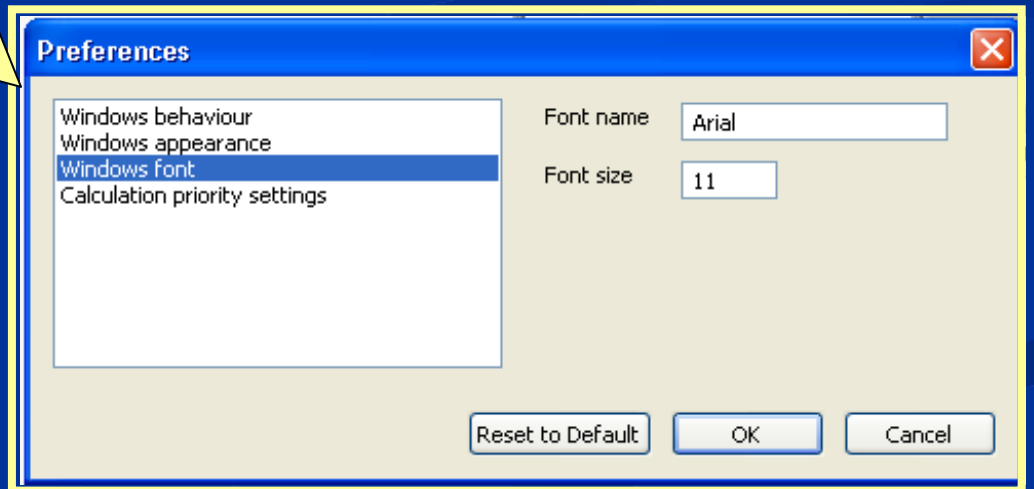 Preferences
Windows behaviour
Windows appearance
Windows font
Calculation priority settings
Font name Arial
Font size 11
Reset to Default OK Cancel